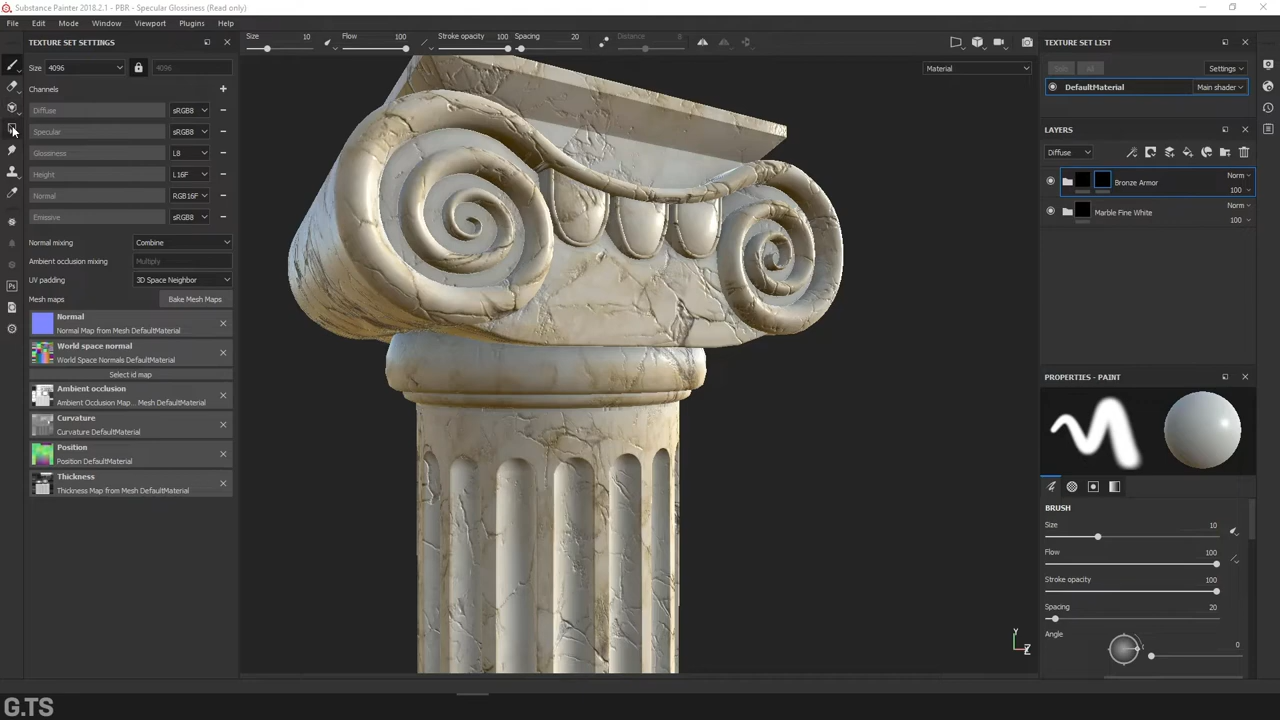 Substance Painter 2018.2.1 - PBR - Specular Glossiness (Read only)
File Edit Mode Window Viewport Plugins Help
TEXTURE SET SETTINGS
Size 4096 4096
Channels
Diffuse sRGB8
Specular sRGB8
Glossiness L8
Height L16F
Normal RGB16F
Emissive sRGB8
Normal mixing Combine
Ambient occlusion mixing Multiply
UV padding 3D Space Neighbor
Mesh maps Bake Mesh Maps
Normal
Normal Map from Mesh DefaultMaterial
World space normal
World Space Normals DefaultMaterial
Select id map
Ambient occlusion
Ambient Occlusion Map... Mesh DefaultMaterial
Curvature
Curvature DefaultMaterial
Position
Position DefaultMaterial
Thickness
Thickness Map from Mesh DefaultMaterial
Size 10 Flow 100 Stroke opacity 100 Spacing 20 Distance 8
Material
Y
Z
TEXTURE SET LIST
Solo All Settings
DefaultMaterial Main shader
LAYERS
Diffuse
Bronze Armor Norm 100
Marble Fine White Norm 100
PROPERTIES - PAINT
BRUSH
Size 10
Flow 100
Stroke opacity 100
Spacing 20
Angle 0
Ps
G.TS